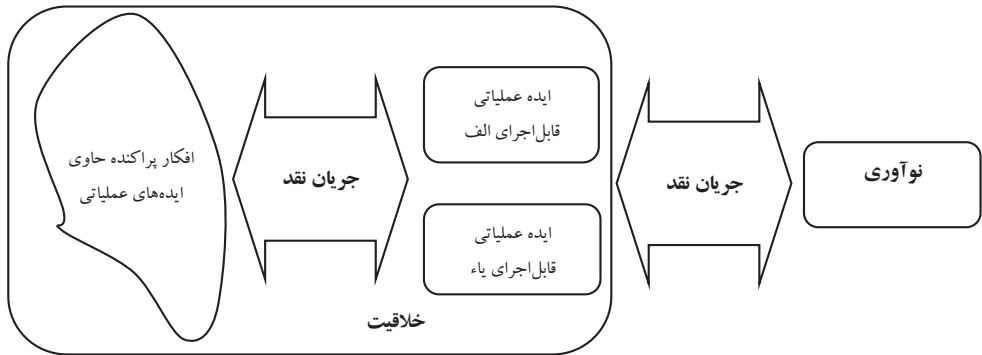 افکار پراکنده حاوی
ایده‌های عملیاتی
جریان نقد
ایده عملیاتی
قابل‌اجرای الف
ایده عملیاتی
قابل‌اجرای یاء
خلاقیت
جریان نقد
نوآوری